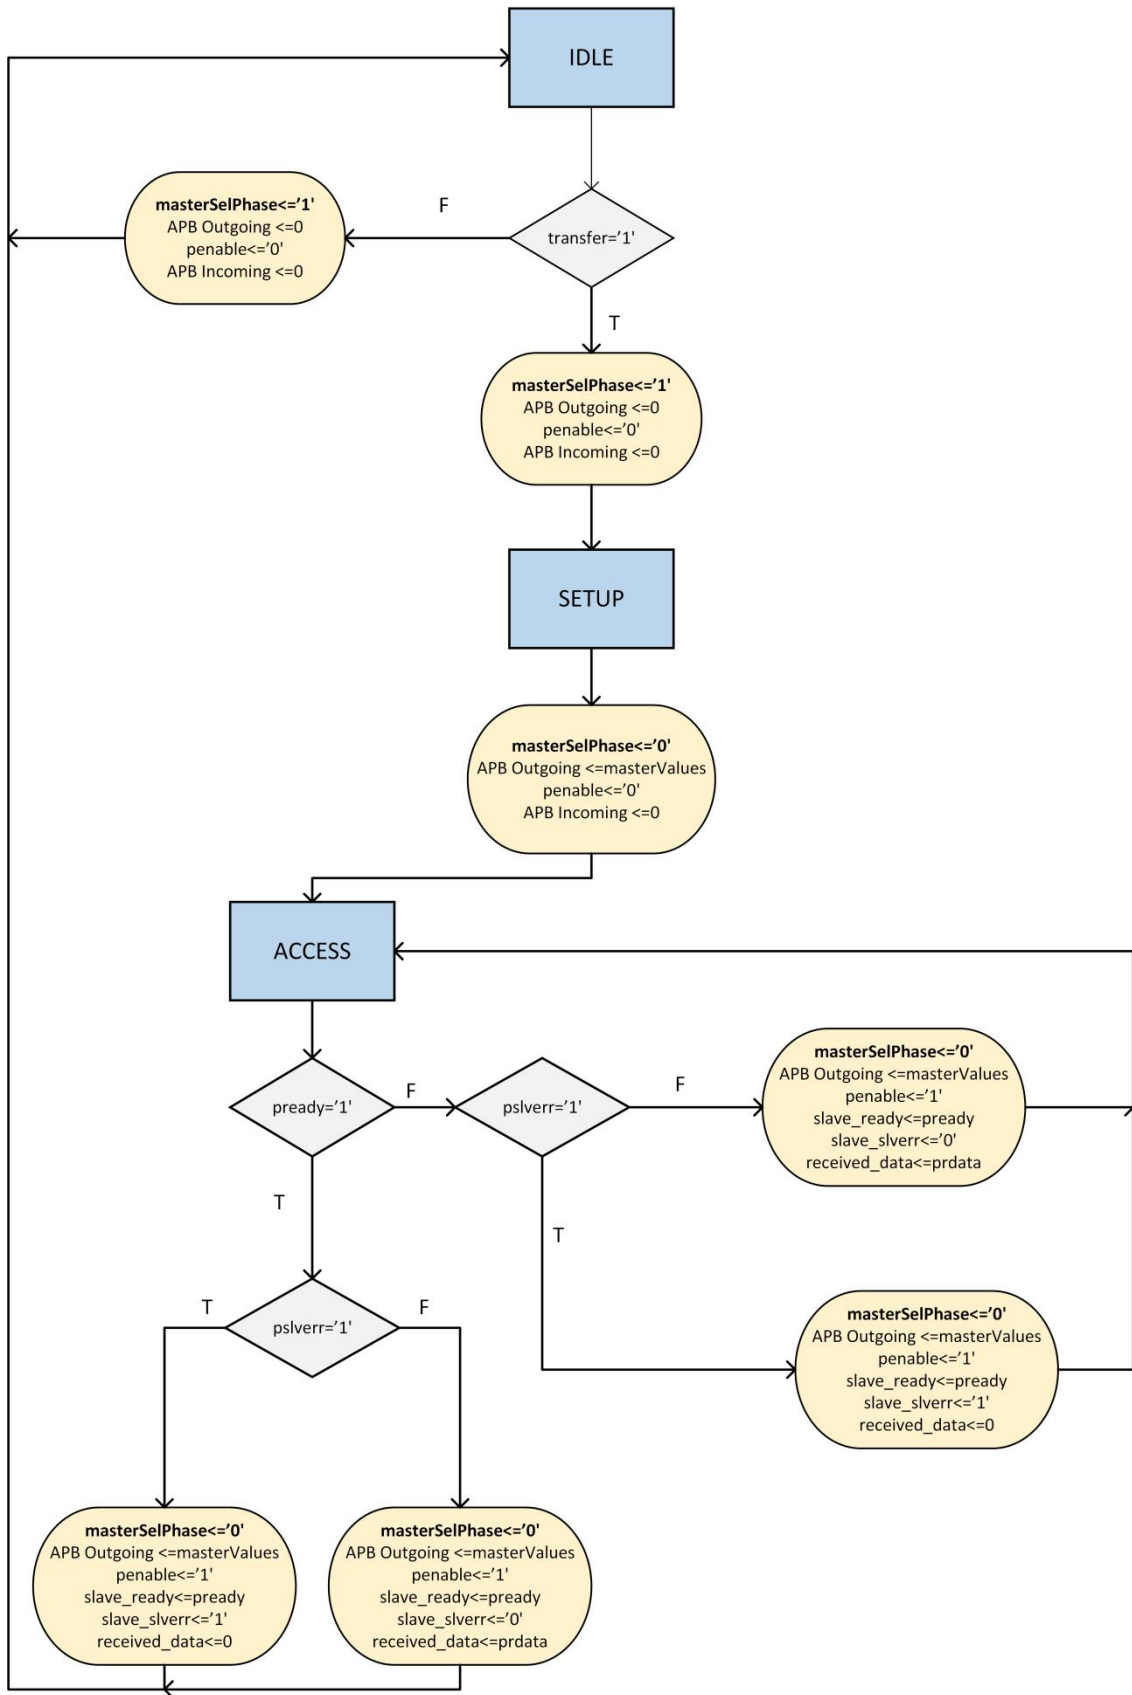 IDLE
transfer='1'
F
masterSelPhase<='1'
APB Outgoing <=0
penable<='0'
APB Incoming <=0
T
masterSelPhase<='1'
APB Outgoing <=0
penable<='0'
APB Incoming <=0
SETUP
masterSelPhase<='0'
APB Outgoing <=masterValues
penable<='0'
APB Incoming <=0
ACCESS
pready='1'
F
pslverr='1'
F
masterSelPhase<='0'
APB Outgoing <=masterValues
penable<='1'
slave_ready<=pready
slave_slverr<='0'
received_data<=prdata
T
T
masterSelPhase<='0'
APB Outgoing <=masterValues
penable<='1'
slave_ready<=pready
slave_slverr<='1'
received_data<=0
T
pslverr='1'
F
masterSelPhase<='0'
APB Outgoing <=masterValues
penable<='1'
slave_ready<=pready
slave_slverr<='1'
received_data<=0
masterSelPhase<='0'
APB Outgoing <=masterValues
penable<='1'
slave_ready<=pready
slave_slverr<='0'
received_data<=prdata